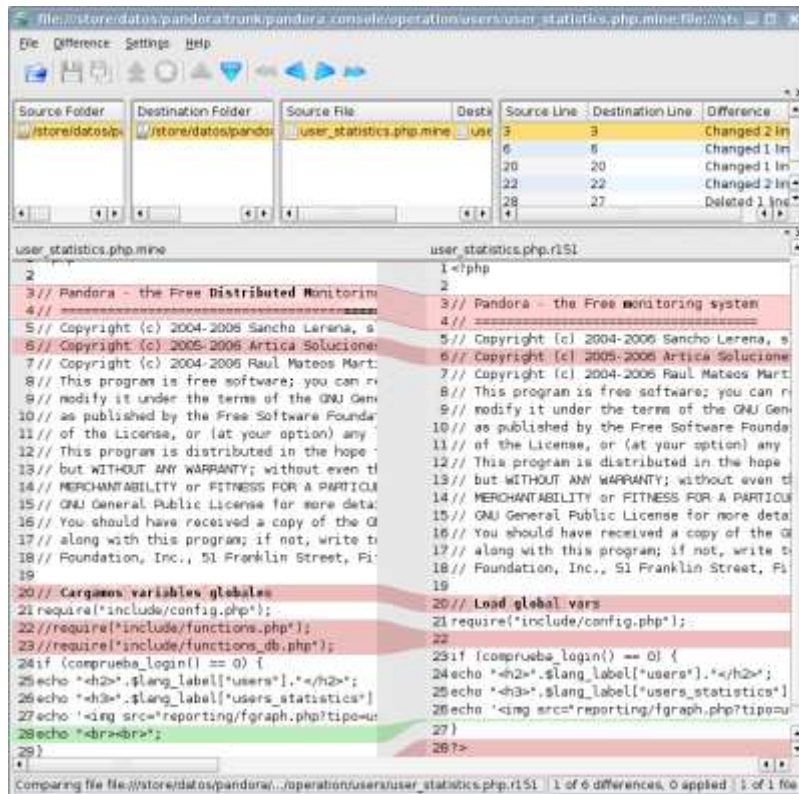 file:///store/datos/pandora/trunk/pandora_console/operation/users/user_statistics.php.mine:file:///sto
File Difference Settings Help
Source Folder Destination Folder Source File Desti Source Line Destination Line Difference
/store/datos/p /store/datos/pando user_statistics.php.mine use 3 3 Changed 2 lin
6 6 Changed 1 lin
20 20 Changed 1 lin
22 22 Changed 2 lin
28 27 Deleted 1 line
user_statistics.php.mine
2
3 // Pandora - the Free Distributed Monitoring
4 // ========================================
5 // Copyright (c) 2004-2006 Sancho Lerena, s
6 // Copyright (c) 2005-2006 Artica Soluciones
7 // Copyright (c) 2004-2006 Raul Mateos Mart
8 // This program is free software; you can r
9 // modify it under the terms of the GNU Gen
10 // as published by the Free Software Founda
11 // of the License, or (at your option) any
12 // This program is distributed in the hope
13 // but WITHOUT ANY WARRANTY; without even t
14 // MERCHANTABILITY or FITNESS FOR A PARTICU
15 // GNU General Public License for more deta
16 // You should have received a copy of the G
17 // along with this program; if not, write t
18 // Foundation, Inc., 51 Franklin Street, Fi
19
20 // Cargamos variables globales
21 require("include/config.php");
22 //require("include/functions.php");
23 //require("include/functions_db.php");
24 if (comprueba_login() == 0) {
25 echo "<h2>".$lang_label["users"]."</h2>";
26 echo "<h3>".$lang_label["users_statistics"]
27 echo '<img src="reporting/fgraph.php?tipo=us
28 echo "<br><br>";
29 }
user_statistics.php.r151
1 <?php
2
3 // Pandora - the Free monitoring system
4 // ====================================
5 // Copyright (c) 2004-2006 Sancho Lerena, s
6 // Copyright (c) 2005-2006 Artica Solucione
7 // Copyright (c) 2004-2006 Raul Mateos Mart
8 // This program is free software; you can r
9 // modify it under the terms of the GNU Gen
10 // as published by the Free Software Founda
11 // of the License, or (at your option) any
12 // This program is distributed in the hope
13 // but WITHOUT ANY WARRANTY; without even t
14 // MERCHANTABILITY or FITNESS FOR A PARTICU
15 // GNU General Public License for more deta
16 // You should have received a copy of the G
17 // along with this program; if not, write t
18 // Foundation, Inc., 51 Franklin Street, Fi
19
20 // Load global vars
21 require("include/config.php");
22
23 if (comprueba_login() == 0) {
24 echo "<h2>".$lang_label["users"]."</h2>";
25 echo "<h3>".$lang_label["users_statistics"]
26 echo '<img src="reporting/fgraph.php?tipo=u
27 }
28 ?>
Comparing file file:///store/datos/pandora/.../operation/users/user_statistics.php.r151 1 of 6 differences, 0 applied 1 of 1 file